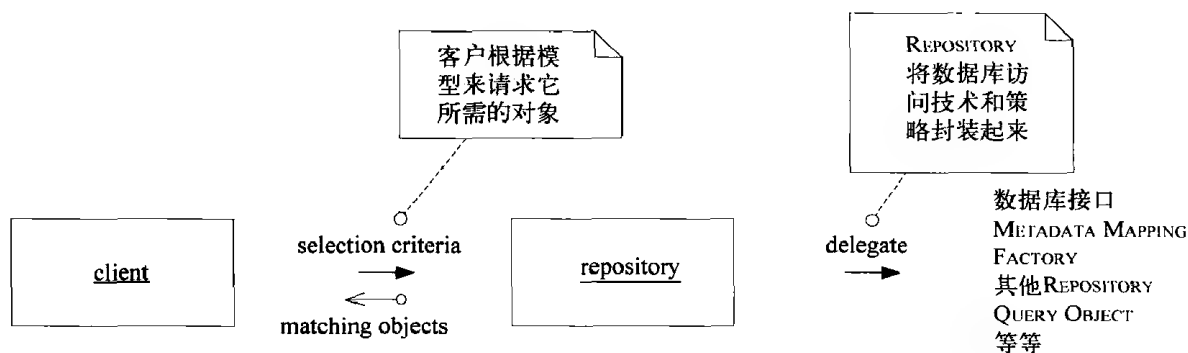 客户根据模
型来请求它
所需的对象
REPOSITORY
将数据库访
问技术和策
略封装起来
client
selection criteria
matching objects
repository
delegate
数据库接口
METADATA MAPPING
FACTORY
其他REPOSITORY
QUERY OBJECT
等等